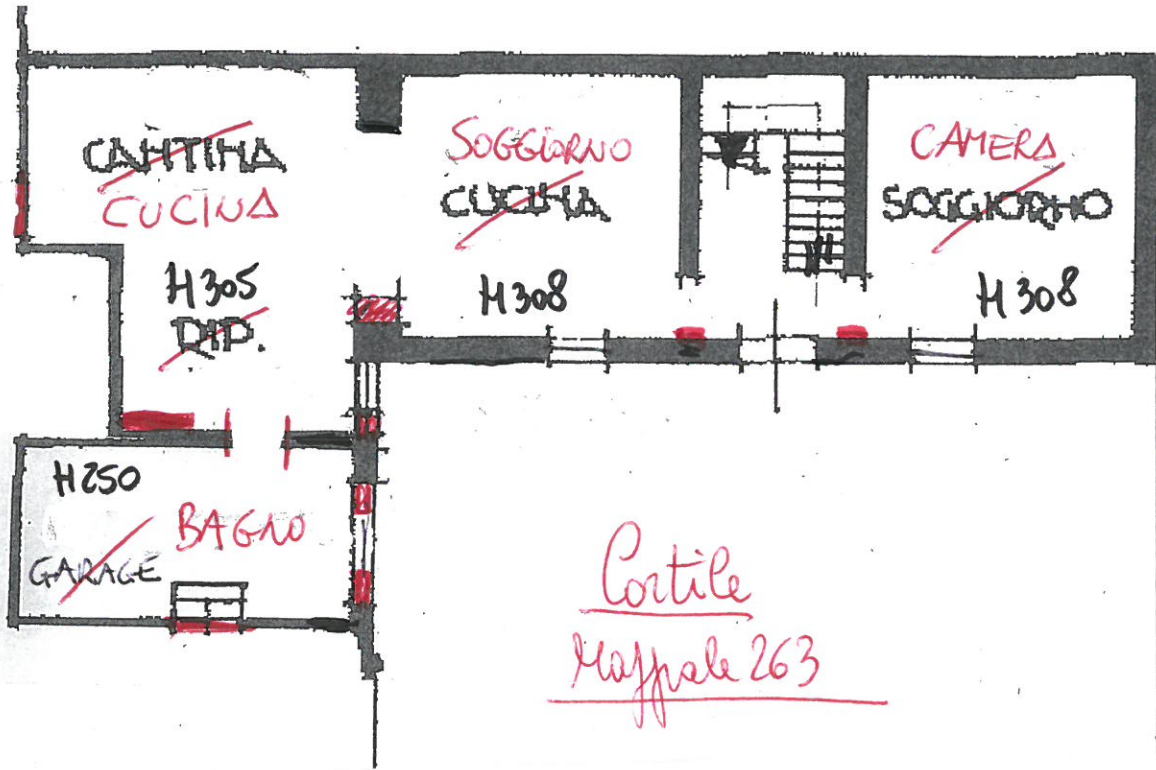 CANTINA
CUCINA
SOGGIORNO
CUCINA
CAMERA
SOGGIORNO
H305
RIP.
H308
H308
H250
BAGNO
GARAGE
Cortile
Mappale 263